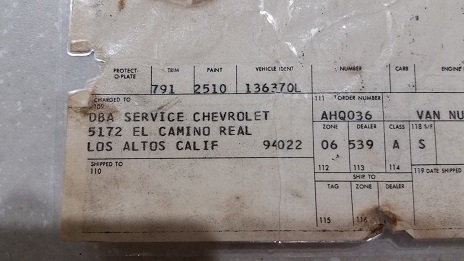 PROTECT-O-PLATE TRIM PAINT VEHICLE IDENT NUMBER CARB ENGINE
791 2510 136370L
CHARGED TO 111 ORDER NUMBER
109
DBA SERVICE CHEVROLET AHQ036 VAN NU
5172 EL CAMINO REAL ZONE DEALER CLASS 118
LOS ALTOS CALIF 94022 06 539 A S
SHIPPED TO 112 113 114 119 DATE SHIPPED
110 SHIP TO
TAG ZONE DEALER
115 116